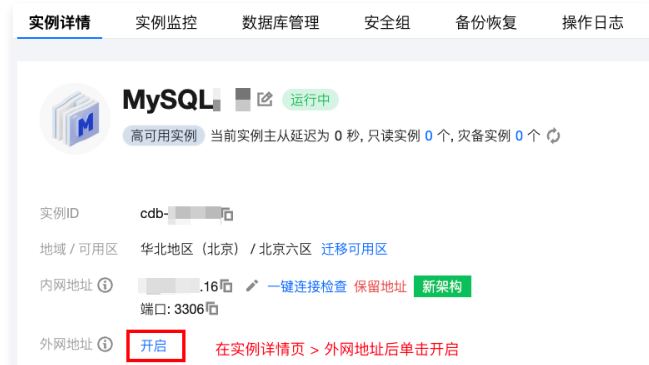 实例详情 实例监控 数据库管理 安全组 备份恢复 操作日志
MySQL 运行中
高可用实例 当前实例主从延迟为 0 秒, 只读实例 0 个, 灾备实例 0 个
实例ID cdb-
地域 / 可用区 华北地区（北京） / 北京六区 迁移可用区
内网地址 .16 一键连接检查 保留地址 新架构
端口: 3306
外网地址 开启 在实例详情页 > 外网地址后单击开启